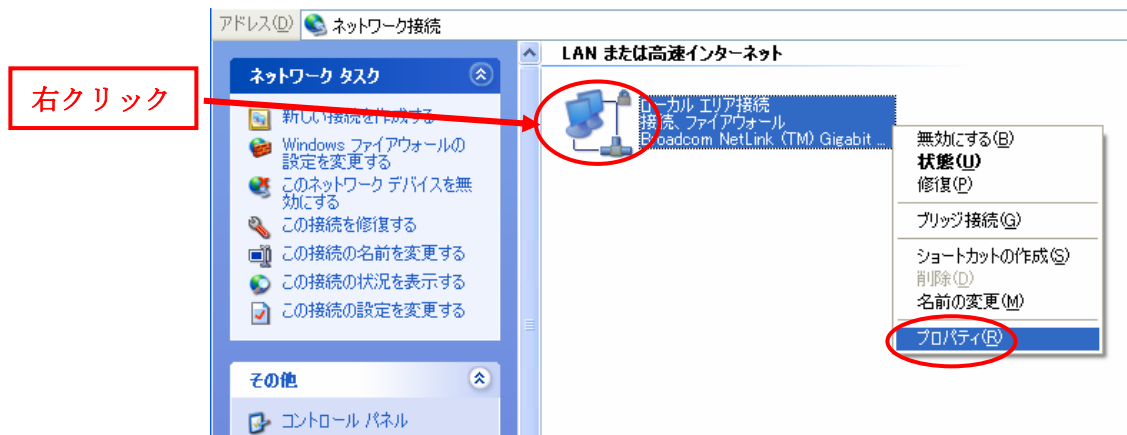 アドレス(D) ネットワーク接続
右クリック
ネットワーク タスク
新しい接続を作成する
Windows ファイアウォールの
設定を変更する
このネットワーク デバイスを無
効にする
この接続を修復する
この接続の名前を変更する
この接続の状況を表示する
この接続の設定を変更する
その他
コントロール パネル
LAN または高速インターネット
ローカル エリア接続
接続、ファイアウォール
Broadcom NetLink (TM) Gigabit ...
無効にする(B)
状態(U)
修復(P)
ブリッジ接続(G)
ショートカットの作成(S)
削除(D)
名前の変更(M)
プロパティ(R)